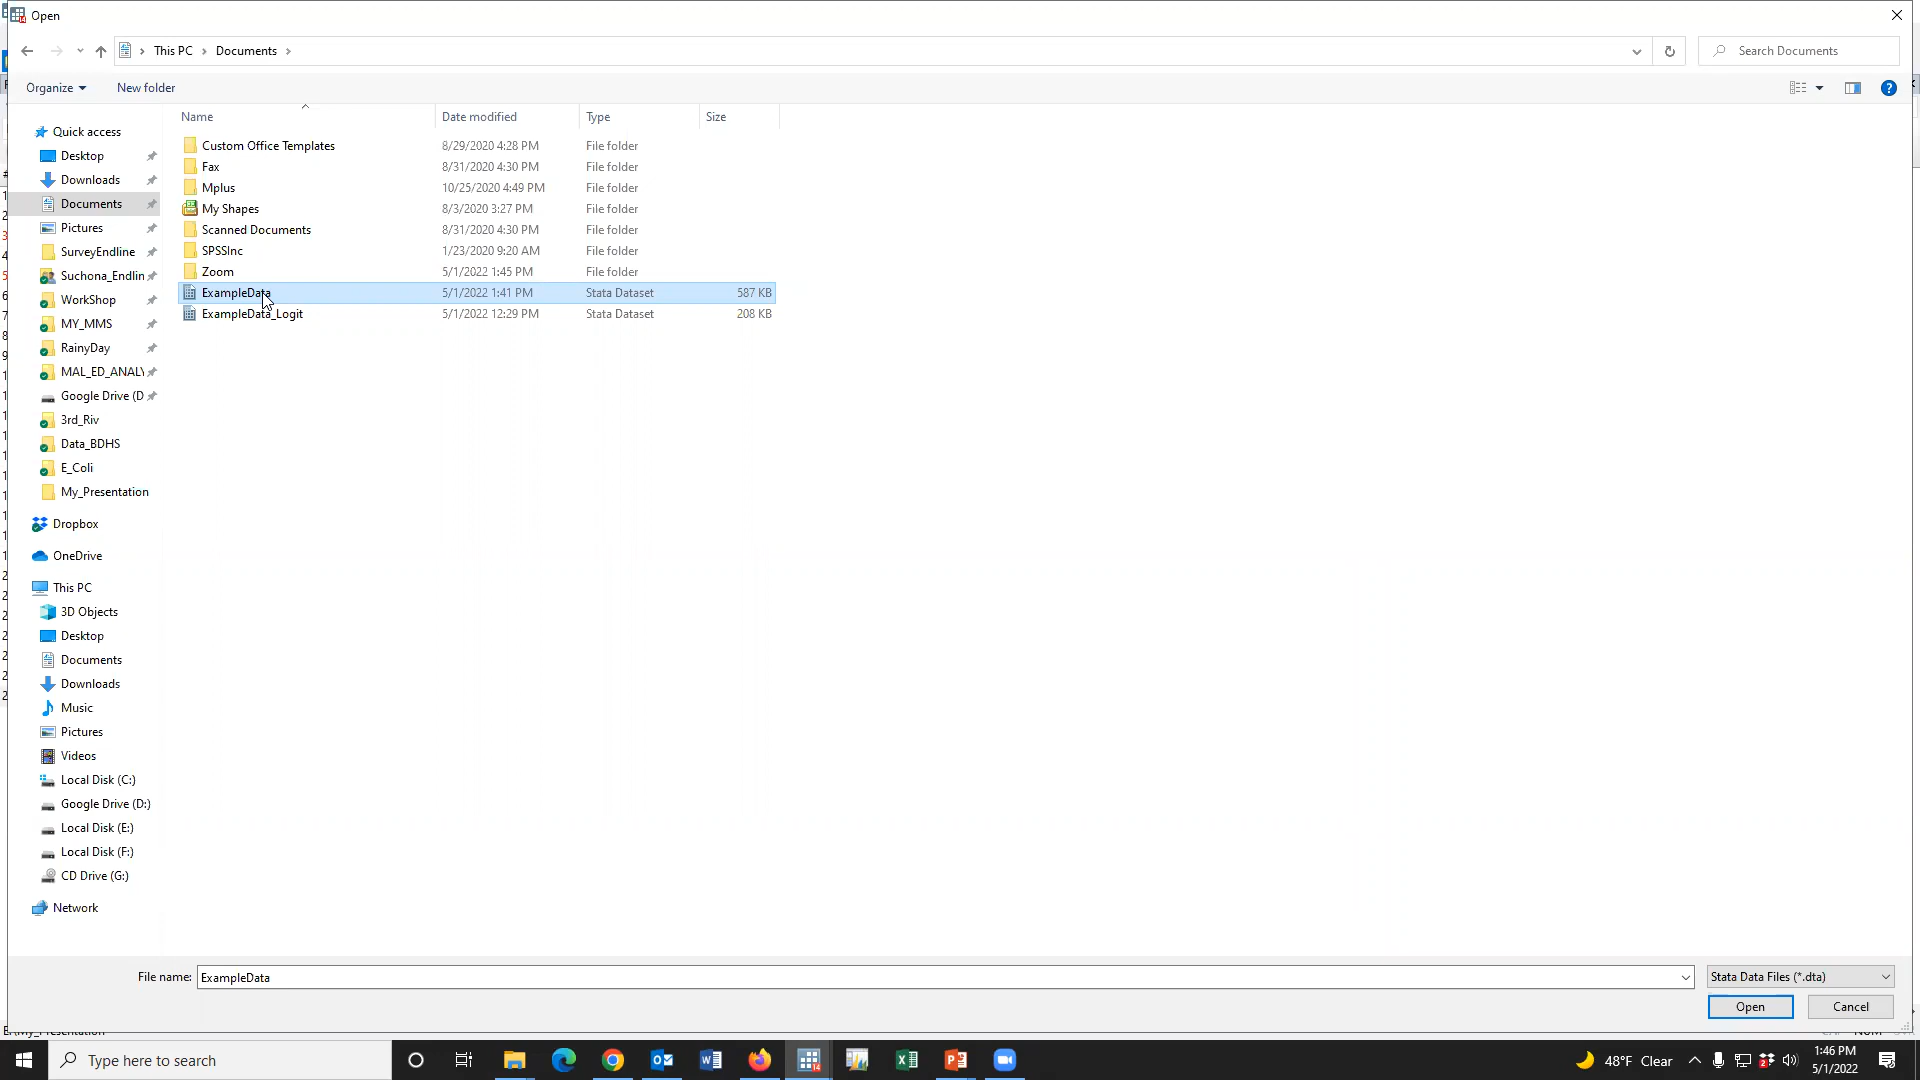 Open
This PC > Documents >
Search Documents
Organize
New folder
Name Date modified Type Size
Custom Office Templates 8/29/2020 4:28 PM File folder
Fax 8/31/2020 4:30 PM File folder
Mplus 10/25/2020 4:49 PM File folder
My Shapes 8/3/2020 3:27 PM File folder
Scanned Documents 8/31/2020 4:30 PM File folder
SPSSInc 1/23/2020 9:20 AM File folder
Zoom 5/1/2022 1:45 PM File folder
ExampleData 5/1/2022 1:41 PM Stata Dataset 587 KB
ExampleData_Logit 5/1/2022 12:29 PM Stata Dataset 208 KB
Quick access
Desktop
Downloads
Documents
Pictures
SurveyEndline
Suchona_Endlin
WorkShop
MY_MMS
RainyDay
MAL_ED_ANALY
Google Drive (D
3rd_Riv
Data_BDHS
E_Coli
My_Presentation
Dropbox
OneDrive
This PC
3D Objects
Desktop
Documents
Downloads
Music
Pictures
Videos
Local Disk (C:)
Google Drive (D:)
Local Disk (E:)
Local Disk (F:)
CD Drive (G:)
Network
File name: ExampleData
Stata Data Files (*.dta)
Open
Cancel
Type here to search
48°F Clear
1:46 PM
5/1/2022